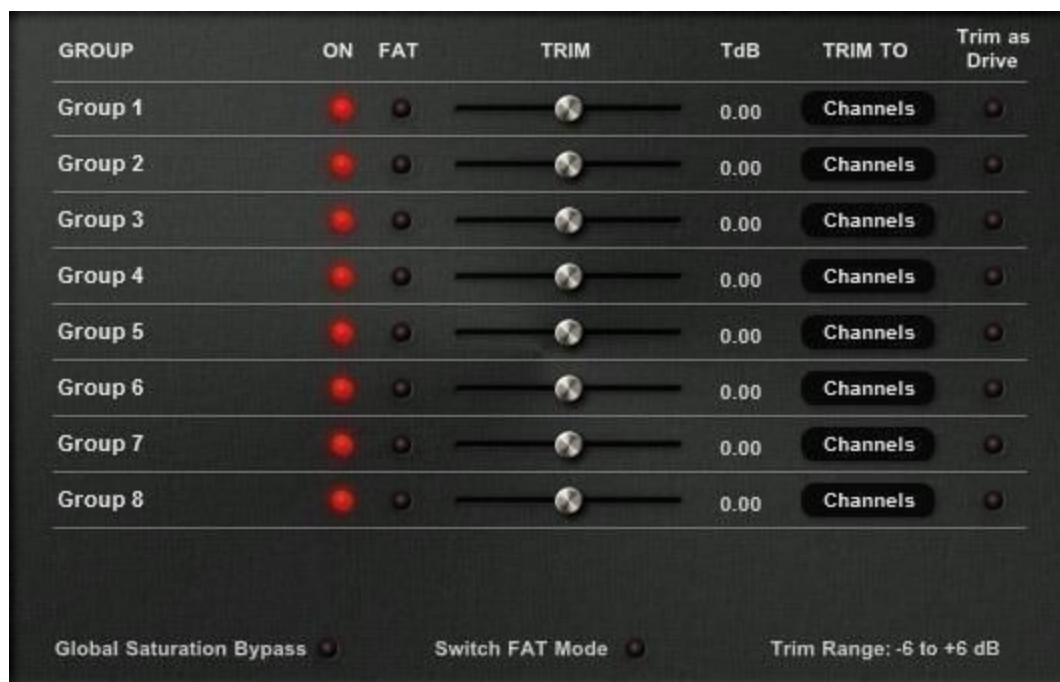 GROUP ON FAT TRIM TdB TRIM TO Trim as Drive
Group 1 0.00 Channels
Group 2 0.00 Channels
Group 3 0.00 Channels
Group 4 0.00 Channels
Group 5 0.00 Channels
Group 6 0.00 Channels
Group 7 0.00 Channels
Group 8 0.00 Channels
Global Saturation Bypass Switch FAT Mode Trim Range: -6 to +6 dB